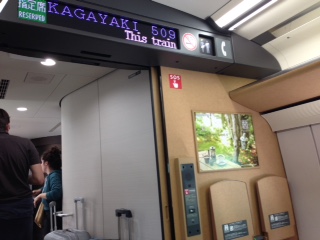 指定席
RESERVED
KAGAYAKI 509
This train
SOS